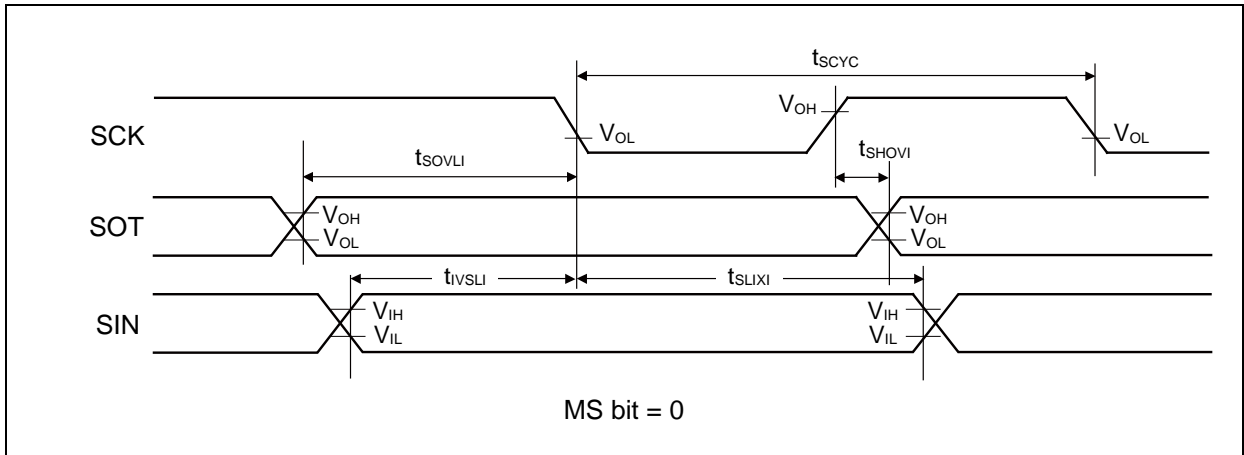 tSCYC
SCK
VOL
VOH
VOL
tSOVLI
tSHOVI
SOT
VOH
VOL
VOH
VOL
tIVSLI
tSLIXI
SIN
VIH
VIL
VIH
VIL
MS bit = 0